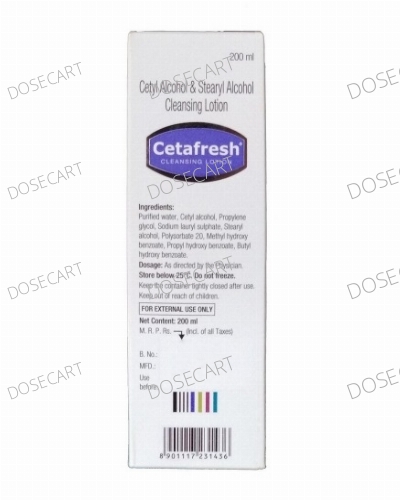 200 ml
Cetyl Alcohol & Stearyl Alcohol
Cleansing Lotion
Cetafresh®
CLEANSING LOTION
Ingredients:
Purified water, Cetyl alcohol, Propylene
glycol, Sodium lauryl sulphate, Stearyl
alcohol, Polysorbate 20, Methyl hydroxy
benzoate, Propyl hydroxy benzoate, Butyl
hydroxy benzoate.
Dosage: As directed by the Physician.
Store below 25°C. Do not freeze.
Keep the container tightly closed after use.
Keep out of reach of children.
FOR EXTERNAL USE ONLY
Net Content: 200 ml
M. R. P. Rs. (Incl. of all Taxes)
B. No.:
MFD.:
Use
before
8901117231436
DOSECART
DOSECART
DOSECART
DOSECART
DOSECART
DOSECART
DOSECART
DOSECART
DOSECART
DOSECART
DOSECART
DOSECART